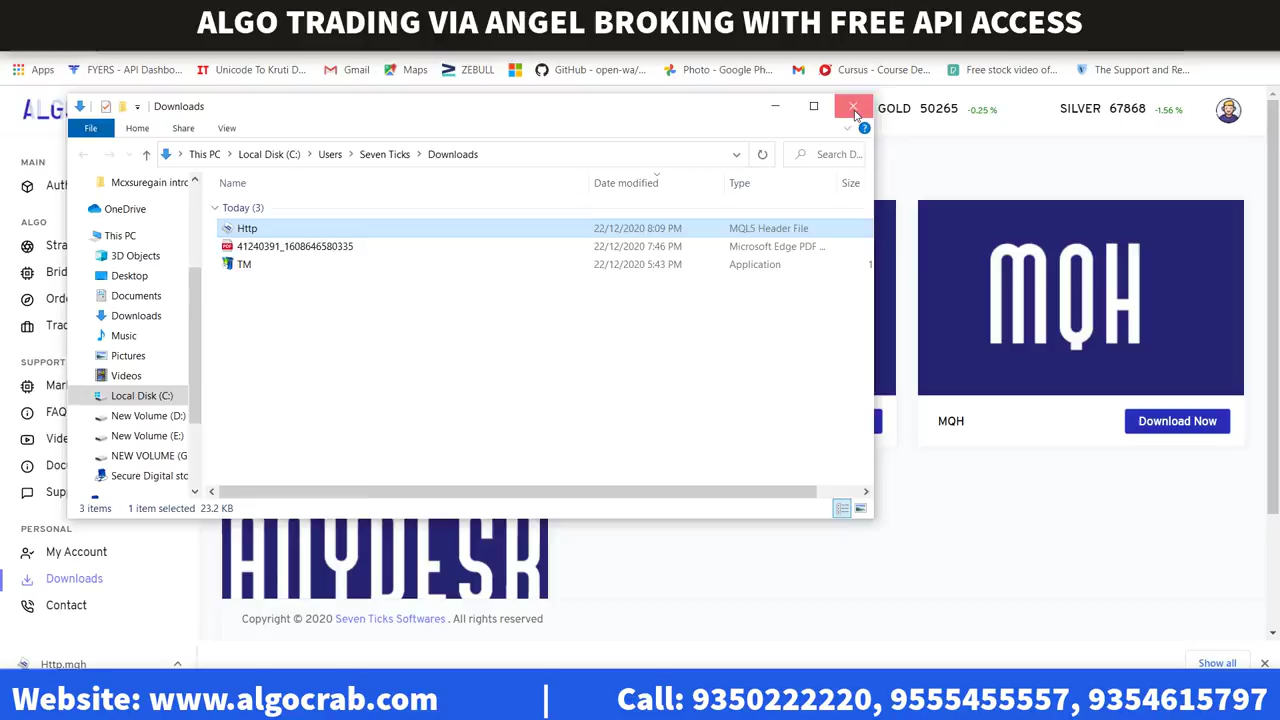 ALGO TRADING VIA ANGEL BROKING WITH FREE API ACCESS
Apps FYERS - API Dashbo... IT Unicode To Kruti D... Gmail Maps ZEBULL GitHub - open-wa/... Photo - Google Ph... Cursus - Course De... Free stock video of... The Support and Re...
Downloads
GOLD 50265 -0.25 % SILVER 67868 -1.56 %
File Home Share View
This PC Local Disk (C:) Users Seven Ticks Downloads
Search D...
MAIN
ALGO
SUPPORT
Mcxsuregain intro
OneDrive
This PC
3D Objects
Desktop
Documents
Downloads
Music
Pictures
Videos
Local Disk (C:)
New Volume (D:)
New Volume (E:)
NEW VOLUME (G
Secure Digital stc
Name Date modified Type Size
Today (3)
Http 22/12/2020 8:09 PM MQL5 Header File
PDF 41240391_1608646580335 22/12/2020 7:46 PM Microsoft Edge PDF ...
TM 22/12/2020 5:43 PM Application 1
3 items 1 item selected 23.2 KB
MQH
MQH Download Now
FAQ
PERSONAL
My Account
Downloads
Contact
ANYDESK
Copyright © 2020 Seven Ticks Softwares . All rights reserved
Http.mqh
Show all
Website: www.algocrab.com | Call: 9350222220, 9555455557, 9354615797